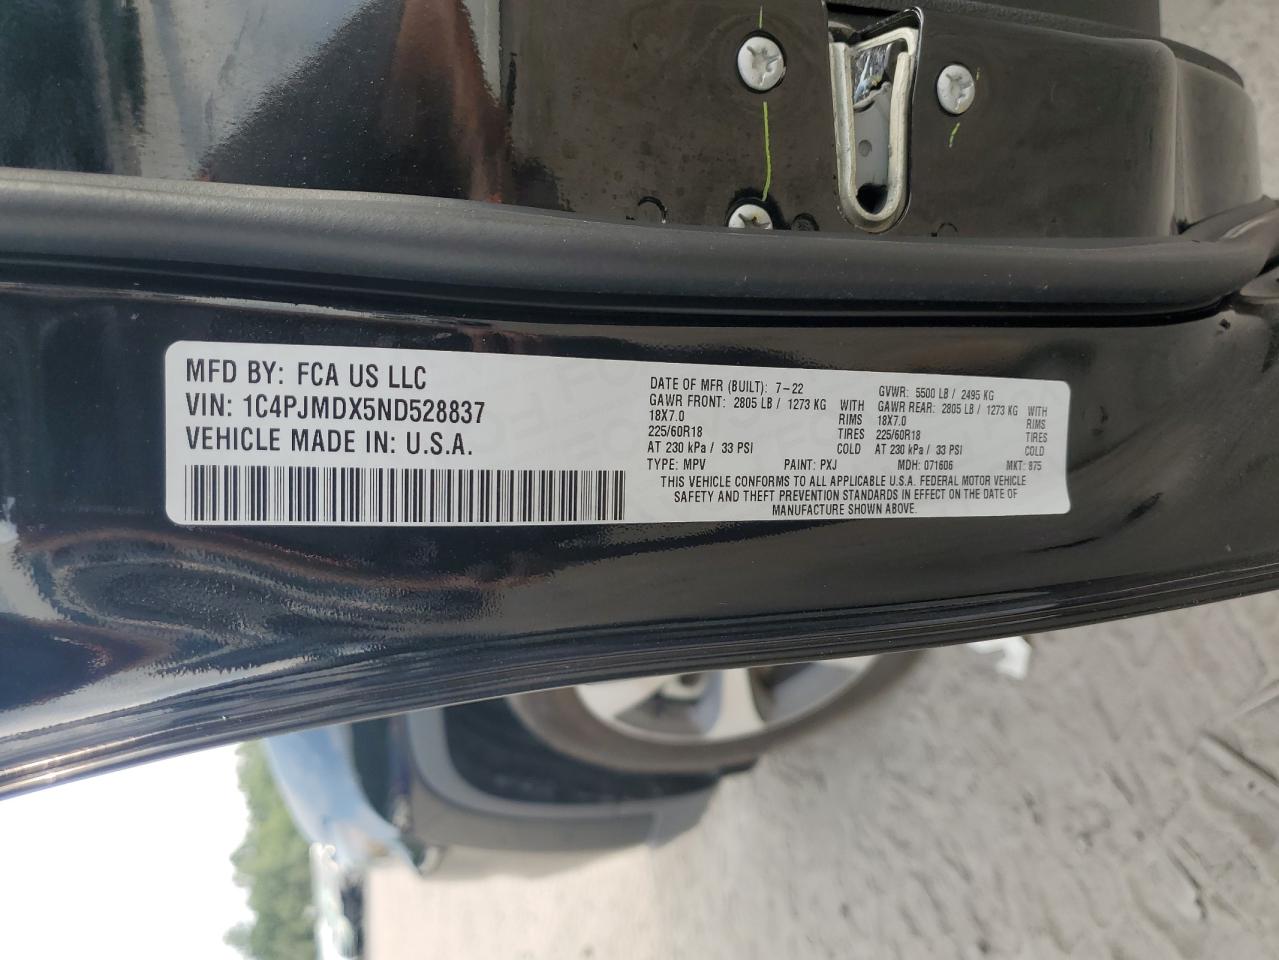 MFD BY: FCA US LLC
VIN: 1C4PJMDX5ND528837
VEHICLE MADE IN: U.S.A.
DATE OF MFR (BUILT): 7-22 GVWR: 5500 LB / 2495 KG
GAWR FRONT: 2805 LB / 1273 KG WITH GAWR REAR: 2805 LB / 1273 KG WITH
18X7.0 RIMS 18X7.0 RIMS
225/60R18 TIRES 225/60R18 TIRES
AT 230 kPa / 33 PSI COLD AT 230 kPa / 33 PSI COLD
TYPE: MPV PAINT: PXJ MDH: 071606 MKT: 875
THIS VEHICLE CONFORMS TO ALL APPLICABLE U.S.A. FEDERAL MOTOR VEHICLE
SAFETY AND THEFT PREVENTION STANDARDS IN EFFECT ON THE DATE OF
MANUFACTURE SHOWN ABOVE.